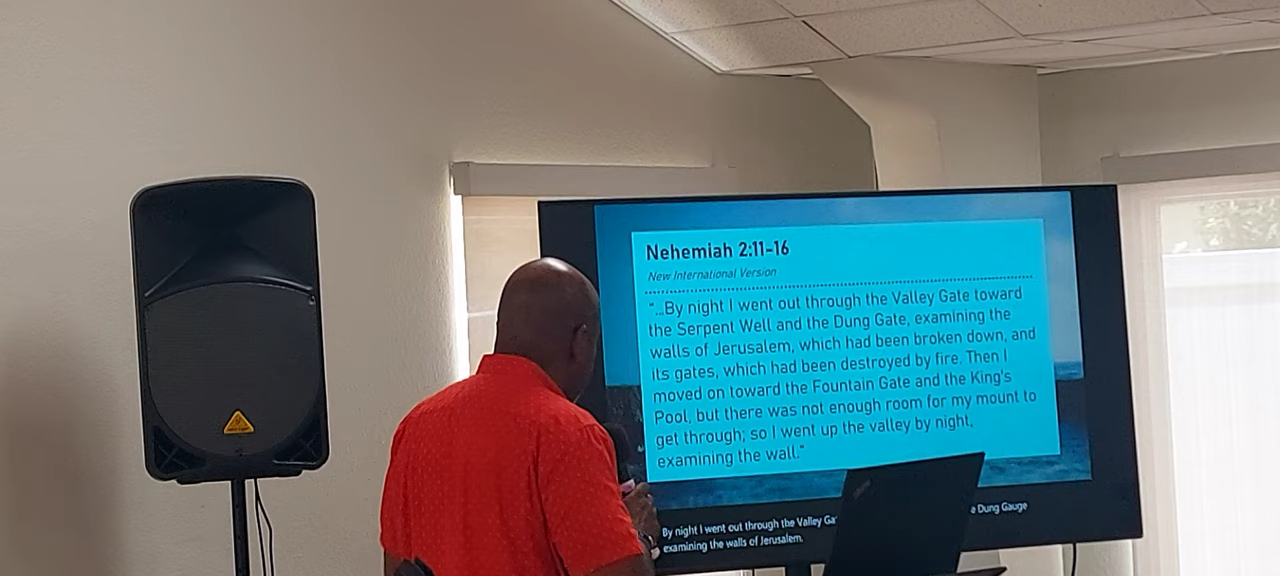 Nehemiah 2:11-16
New International Version
"...By night I went out through the Valley Gate toward
the Serpent Well and the Dung Gate, examining the
walls of Jerusalem, which had been broken down, and
its gates, which had been destroyed by fire. Then I
moved on toward the Fountain Gate and the King's
Pool, but there was not enough room for my mount to
get through; so I went up the valley by night,
examining the wall."
By night I went out through the Valley Ga e Dung Gauge
examining the walls of Jerusalem.